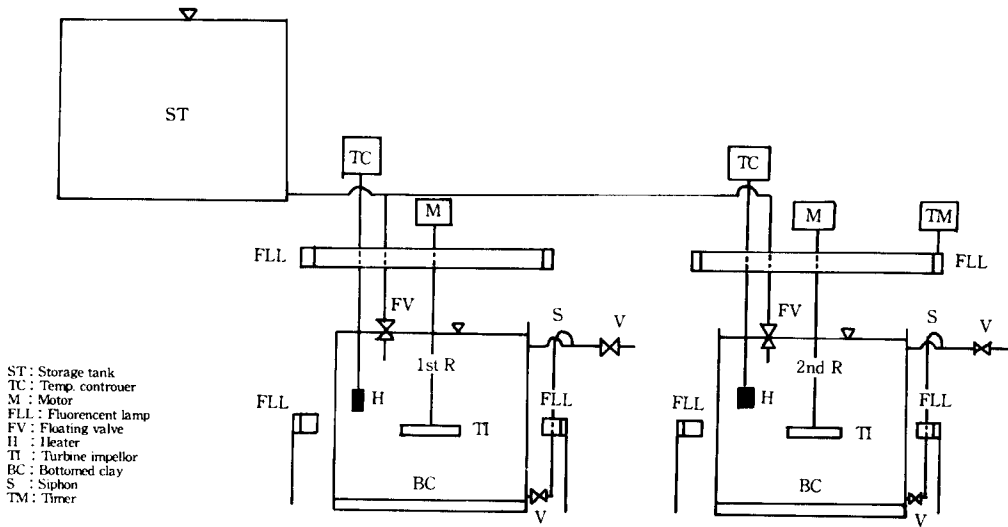 ST
TC
TC
M
M
TM
FLL
FLL
FV
FV
S
V
S
V
1st R
2nd R
FLL
H
FLL
FLL
H
FLL
TI
TI
BC
BC
V
V
ST : Storage tank
TC : Temp. controuer
M : Motor
FLL : Fluorencent lamp
FV : Floating valve
H : Heater
TI : Turbine impellor
BC : Bottomed clay
S : Siphon
TM : Timer